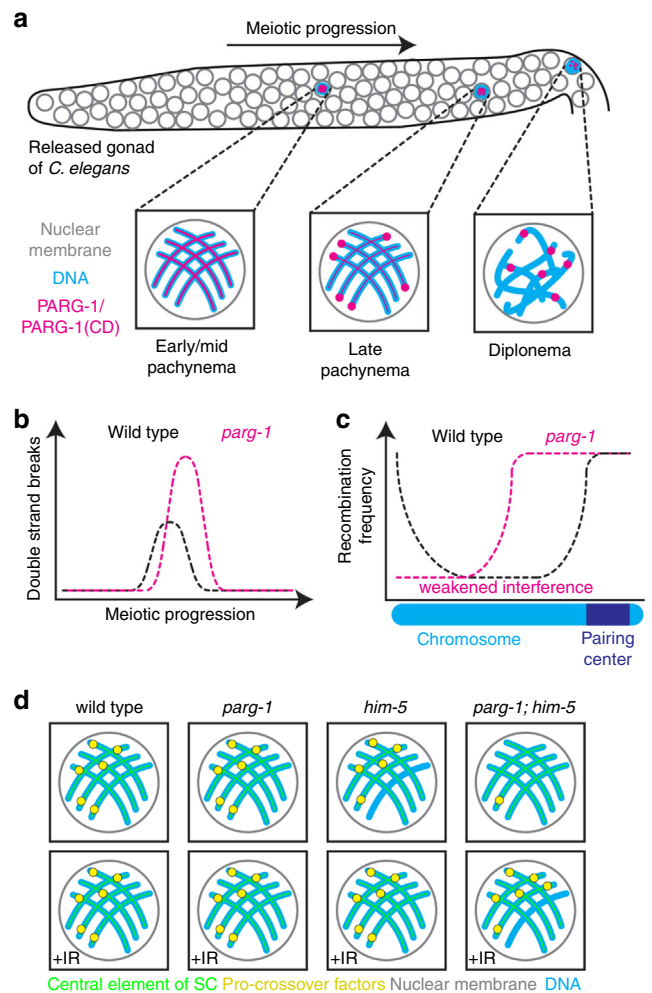 a
Meiotic progression
Released gonad
of C. elegans
Nuclear
membrane
DNA
PARG-1/
PARG-1(CD)
Early/mid
pachynema
Late
pachynema
Diplonema
b
Wild type
parg-1
Double strand breaks
Meiotic progression
c
Wild type
parg-1
Recombination
frequency
weakened interference
Chromosome
Pairing
center
d
wild type
parg-1
him-5
parg-1; him-5
+IR
+IR
+IR
+IR
Central element of SC Pro-crossover factors Nuclear membrane DNA